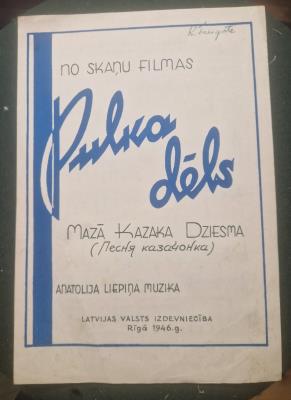 NO SKAŅU FILMAS
Pulka
dēls
MAZĀ KAZAKA DZIESMA
(Песня казачонка)
ANATOLIJA LIEPIŅA MUZIKA
LATVIJAS VALSTS IZDEVNIECĪBA
Rīgā 1946.g.